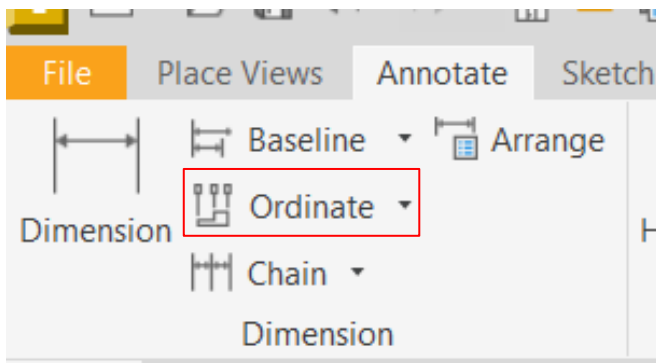 File Place Views Annotate Sketch
Baseline Arrange
Ordinate
Dimension
Chain
Dimension